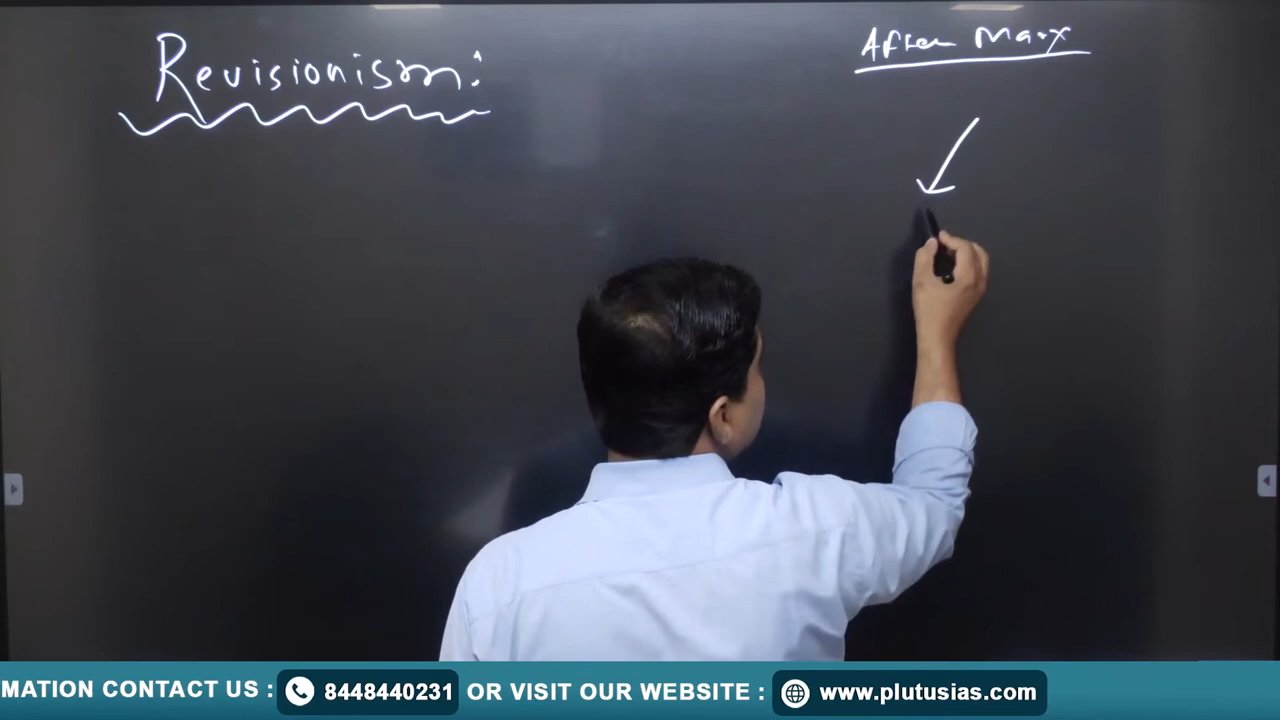 Revisionism:
After Marx
MATION CONTACT US : 8448440231 OR VISIT OUR WEBSITE : www.plutusias.com